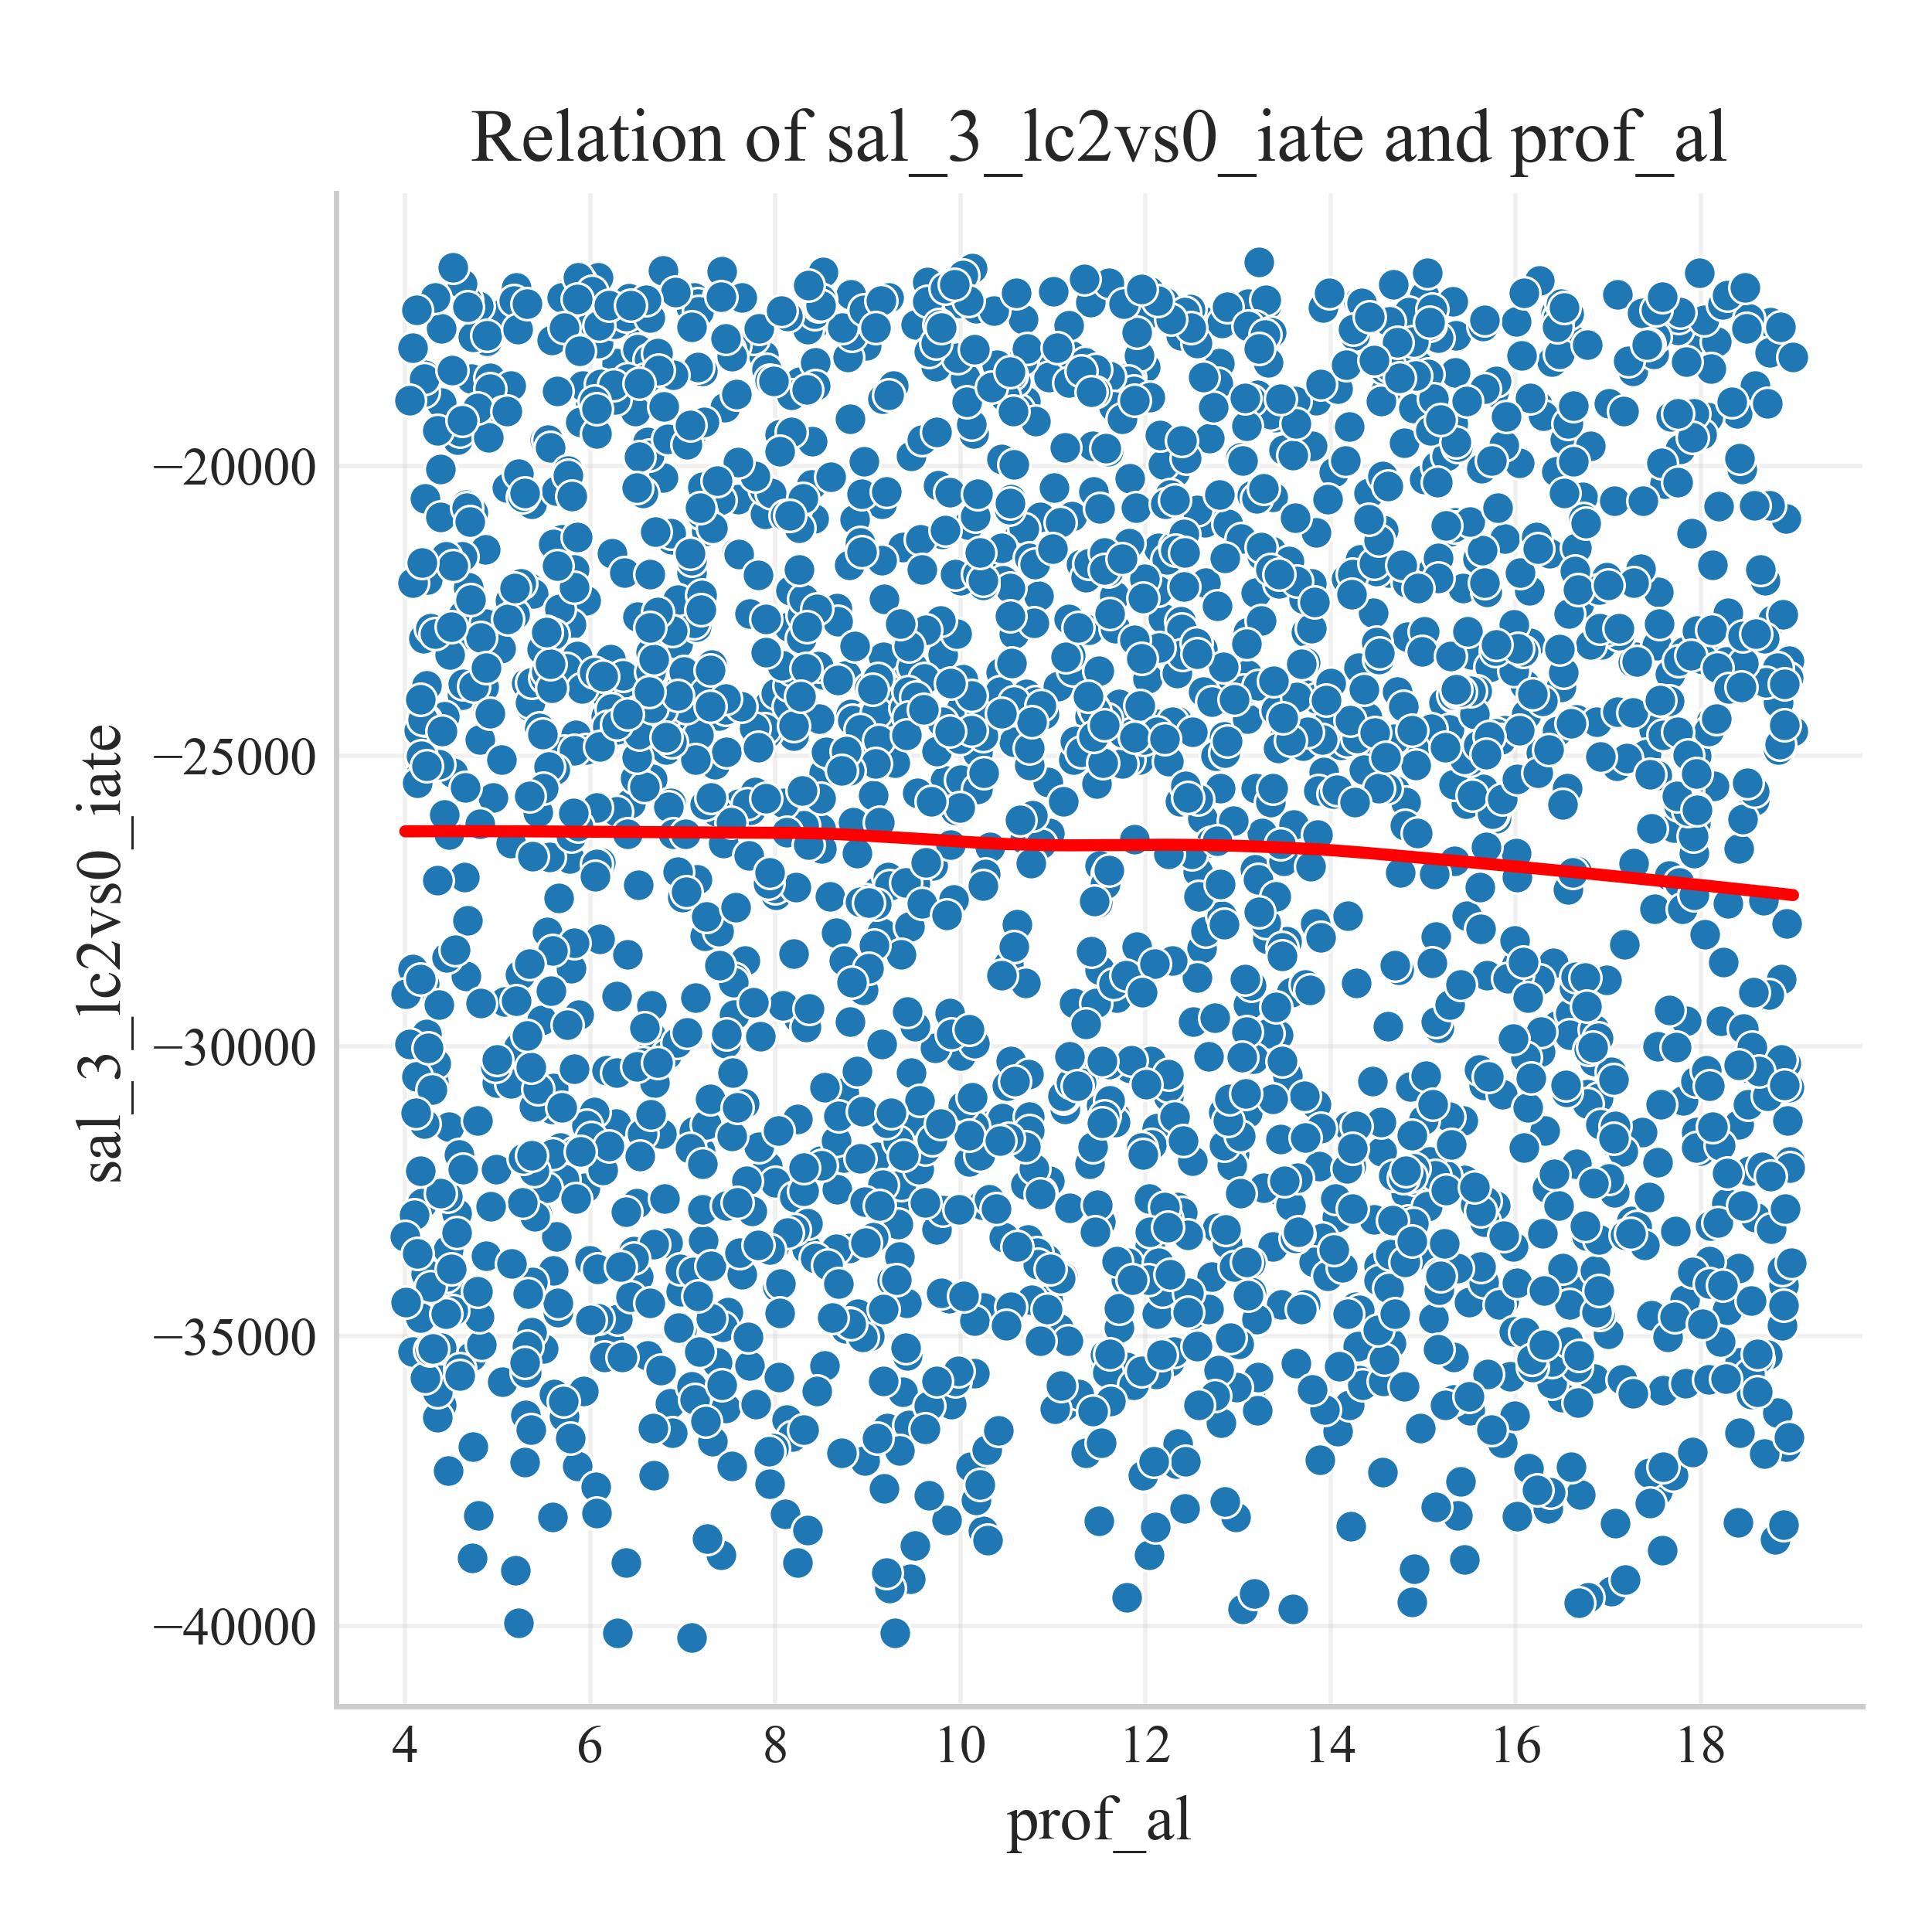 Relation of sal_3_lc2vs0_iate and prof_al
sal_3_lc2vs0_iate
−20000
−25000
−30000
−35000
−40000
4 6 8 10 12 14 16 18
prof_al